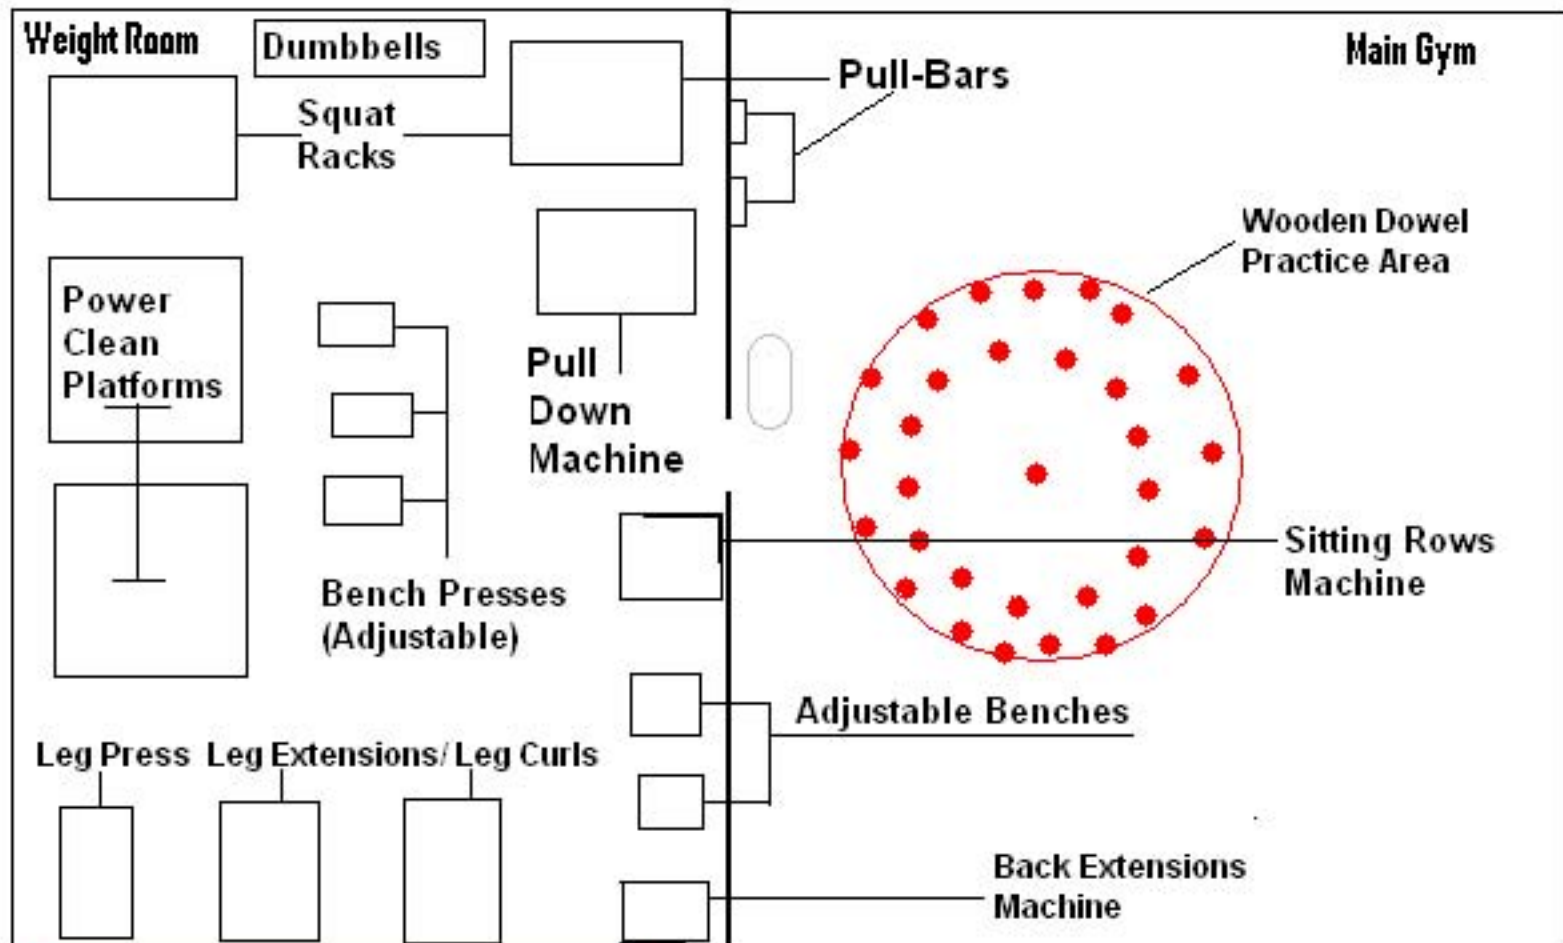 Weight Room
Dumbbells
Main Gym
Pull-Bars
Squat
Racks
Wooden Dowel
Practice Area
Power
Clean
Platforms
Pull
Down
Machine
Sitting Rows
Machine
Bench Presses
(Adjustable)
Adjustable Benches
Leg Press
Leg Extensions/ Leg Curls
Back Extensions
Machine